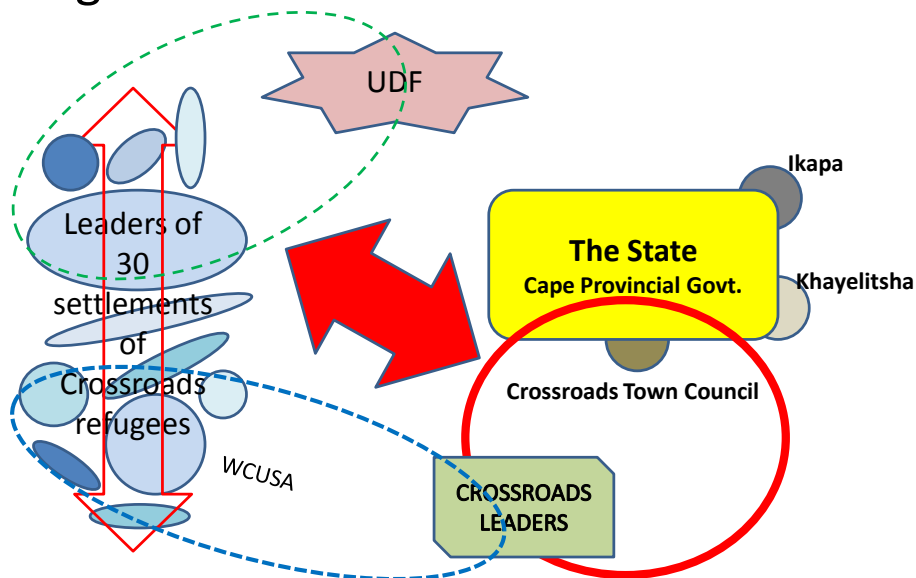 UDF
Leaders of
30
settlements
of
Crossroads
refugees
WCUSA
Ikapa
The State
Cape Provincial Govt.
Khayelitsha
Crossroads Town Council
CROSSROADS
LEADERS